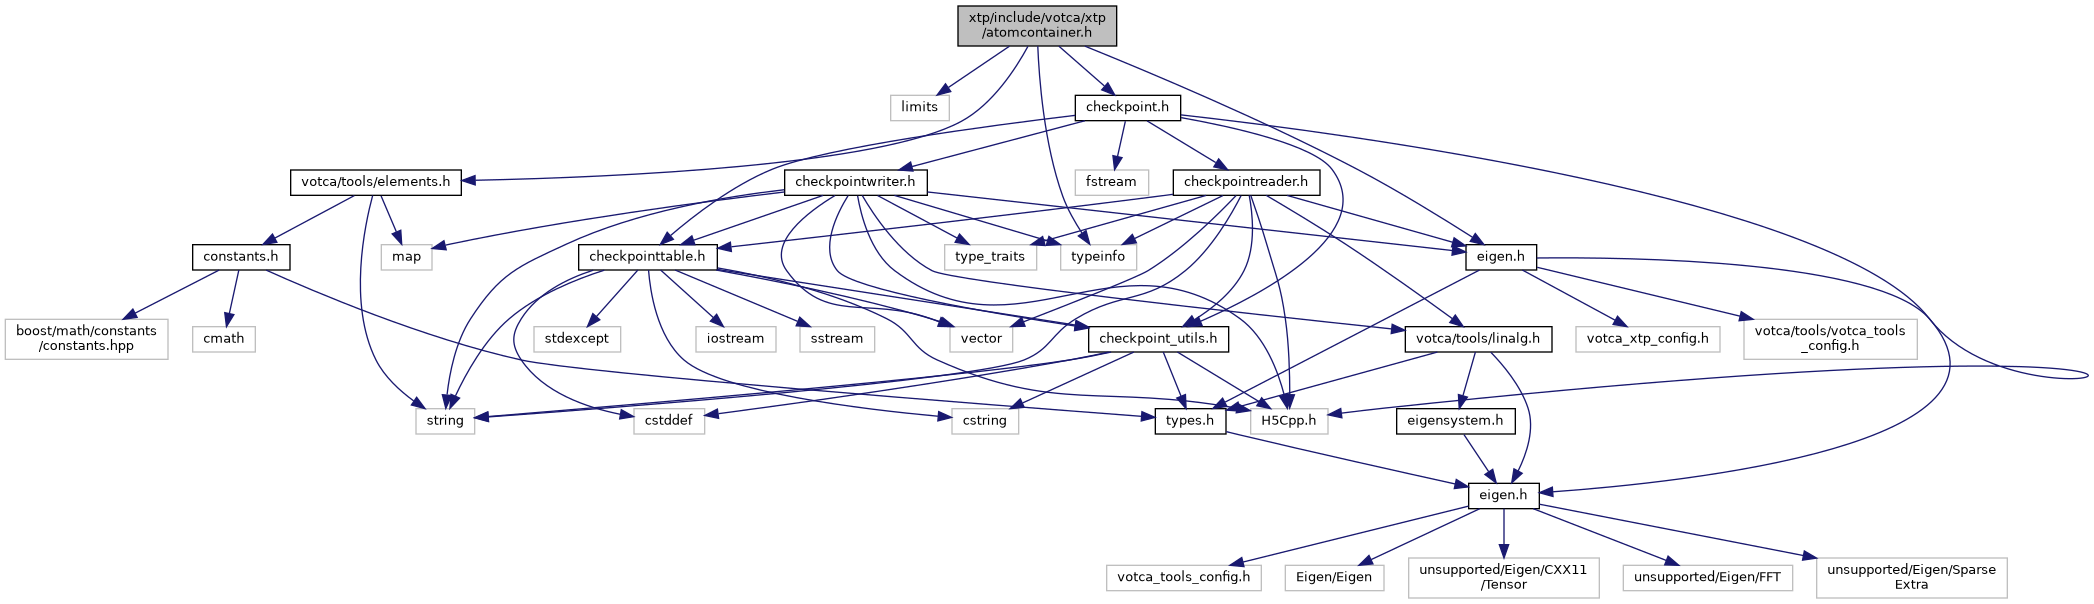 xtp/include/votca/xtp
/atomcontainer.h
limits
checkpoint.h
votca/tools/elements.h
checkpointwriter.h
fstream
checkpointreader.h
constants.h
map
checkpointtable.h
type_traits
typeinfo
eigen.h
boost/math/constants
/constants.hpp
cmath
stdexcept
iostream
sstream
vector
checkpoint_utils.h
votca/tools/linalg.h
votca_xtp_config.h
votca/tools/votca_tools
_config.h
string
cstddef
cstring
types.h
H5Cpp.h
eigensystem.h
eigen.h
votca_tools_config.h
Eigen/Eigen
unsupported/Eigen/CXX11
/Tensor
unsupported/Eigen/FFT
unsupported/Eigen/Sparse
Extra